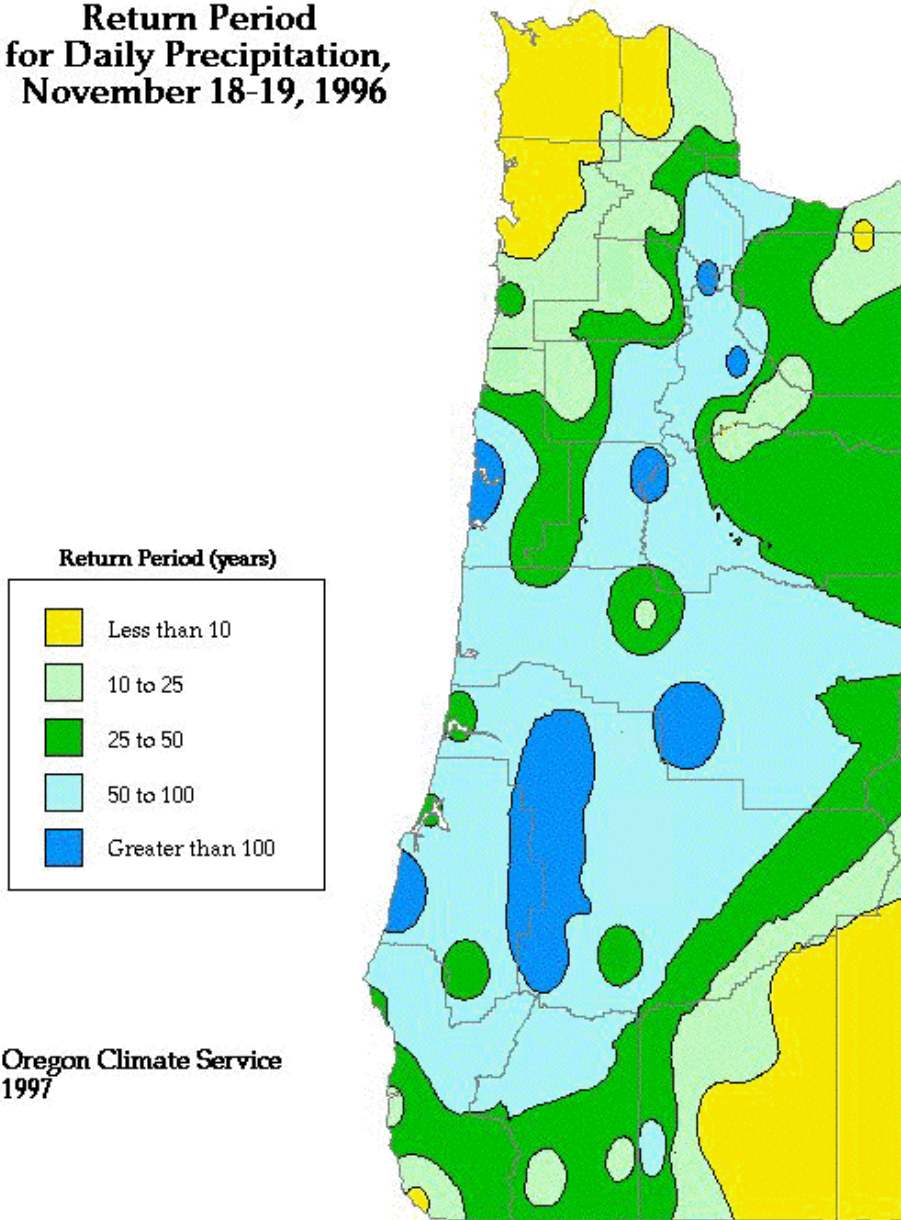 Return Period
for Daily Precipitation,
November 18-19, 1996
Return Period (years)
Less than 10
10 to 25
25 to 50
50 to 100
Greater than 100
Oregon Climate Service
1997